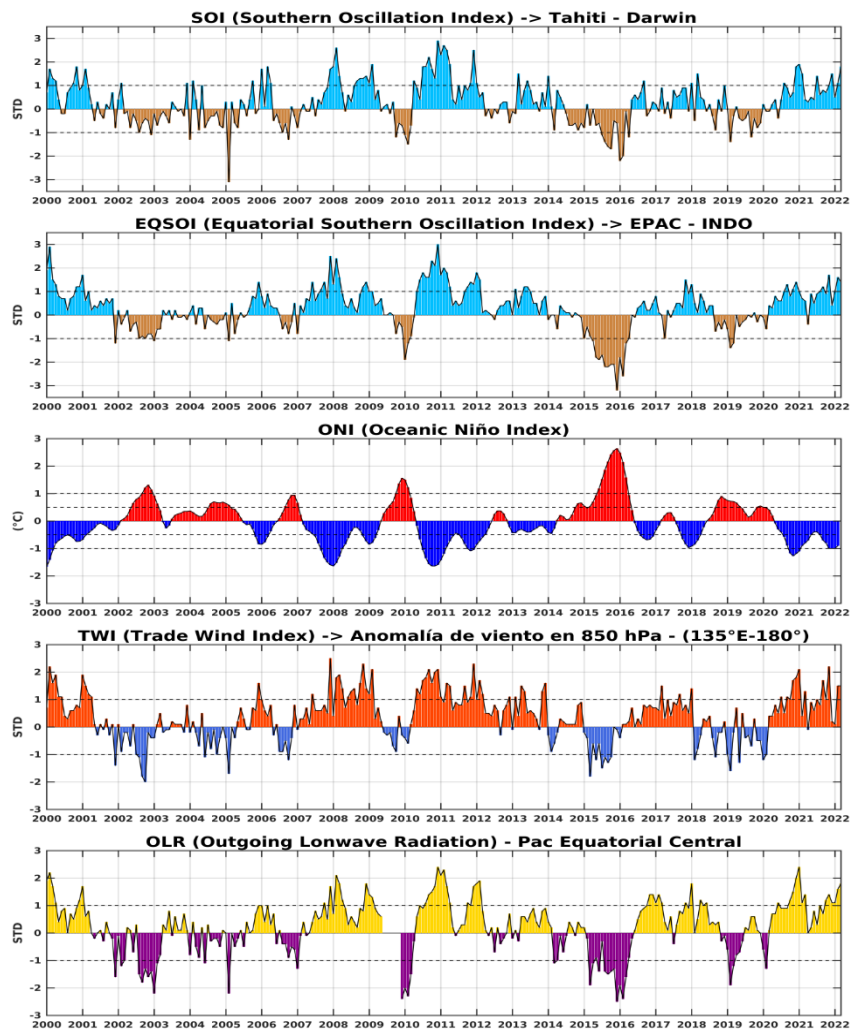 SOI (Southern Oscillation Index) -> Tahiti - Darwin
3
2
1
0
-1
-2
-3
STD
2000 2001 2002 2003 2004 2005 2006 2007 2008 2009 2010 2011 2012 2013 2014 2015 2016 2017 2018 2019 2020 2021 2022
EQSOI (Equatorial Southern Oscillation Index) -> EPAC - INDO
3
2
1
0
-1
-2
-3
STD
2000 2001 2002 2003 2004 2005 2006 2007 2008 2009 2010 2011 2012 2013 2014 2015 2016 2017 2018 2019 2020 2021 2022
ONI (Oceanic Niño Index)
3
2
1
0
-1
-2
-3
(°C)
2000 2001 2002 2003 2004 2005 2006 2007 2008 2009 2010 2011 2012 2013 2014 2015 2016 2017 2018 2019 2020 2021 2022
TWI (Trade Wind Index) -> Anomalía de viento en 850 hPa - (135°E-180°)
3
2
1
0
-1
-2
-3
STD
2000 2001 2002 2003 2004 2005 2006 2007 2008 2009 2010 2011 2012 2013 2014 2015 2016 2017 2018 2019 2020 2021 2022
OLR (Outgoing Lonwave Radiation) - Pac Equatorial Central
3
2
1
0
-1
-2
-3
STD
2000 2001 2002 2003 2004 2005 2006 2007 2008 2009 2010 2011 2012 2013 2014 2015 2016 2017 2018 2019 2020 2021 2022